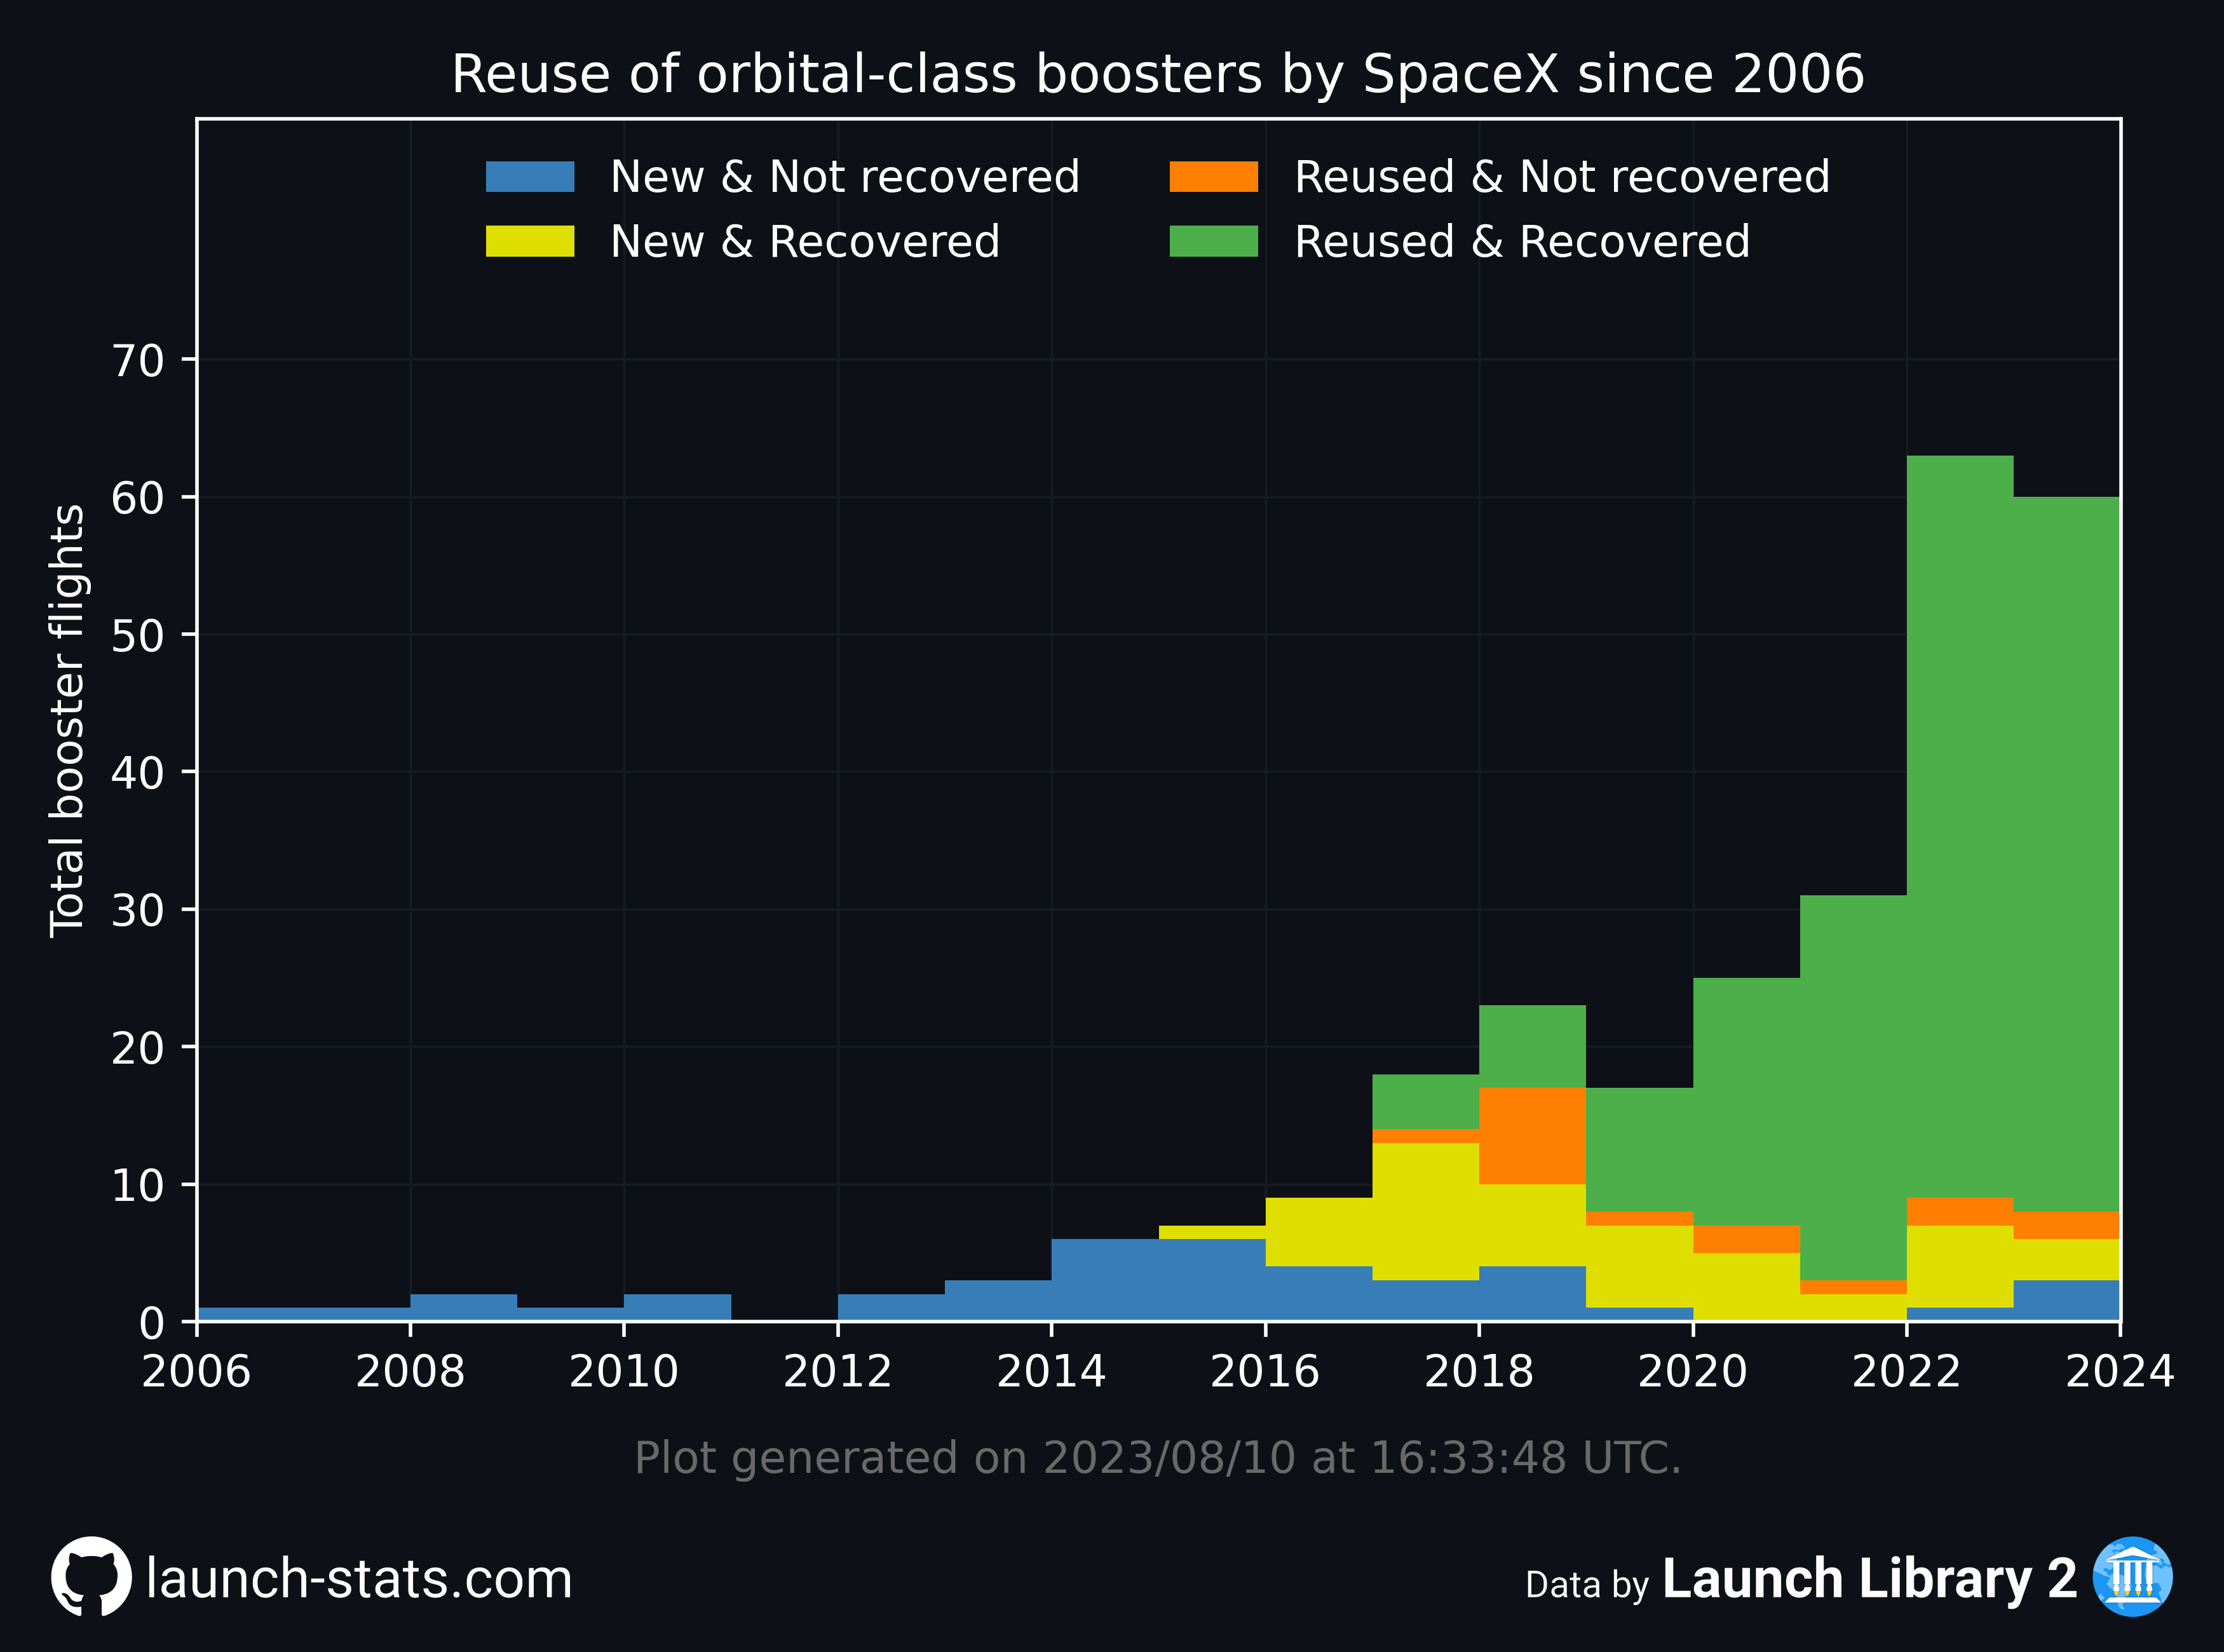 Reuse of orbital-class boosters by SpaceX since 2006
New & Not recovered
New & Recovered
Reused & Not recovered
Reused & Recovered
Total booster flights
70
60
50
40
30
20
10
0
2006 2008 2010 2012 2014 2016 2018 2020 2022 2024
Plot generated on 2023/08/10 at 16:33:48 UTC.
launch-stats.com
Data by Launch Library 2